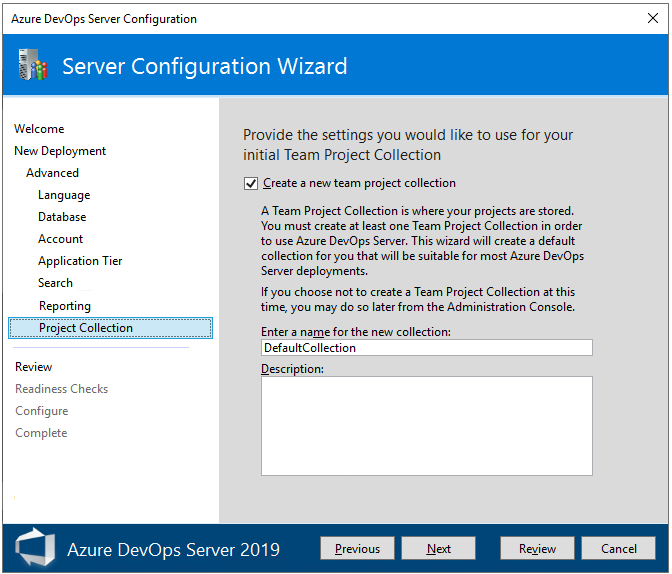 Azure DevOps Server Configuration
Server Configuration Wizard
Welcome
New Deployment
Advanced
Language
Database
Account
Application Tier
Search
Reporting
Project Collection
Review
Readiness Checks
Configure
Complete
Provide the settings you would like to use for your
initial Team Project Collection
Create a new team project collection
A Team Project Collection is where your projects are stored.
You must create at least one Team Project Collection in order
to use Azure DevOps Server. This wizard will create a default
collection for you that will be suitable for most Azure DevOps
Server deployments.
If you choose not to create a Team Project Collection at this
time, you may do so later from the Administration Console.
Enter a name for the new collection:
DefaultCollection
Description:
Azure DevOps Server 2019
Previous
Next
Review
Cancel